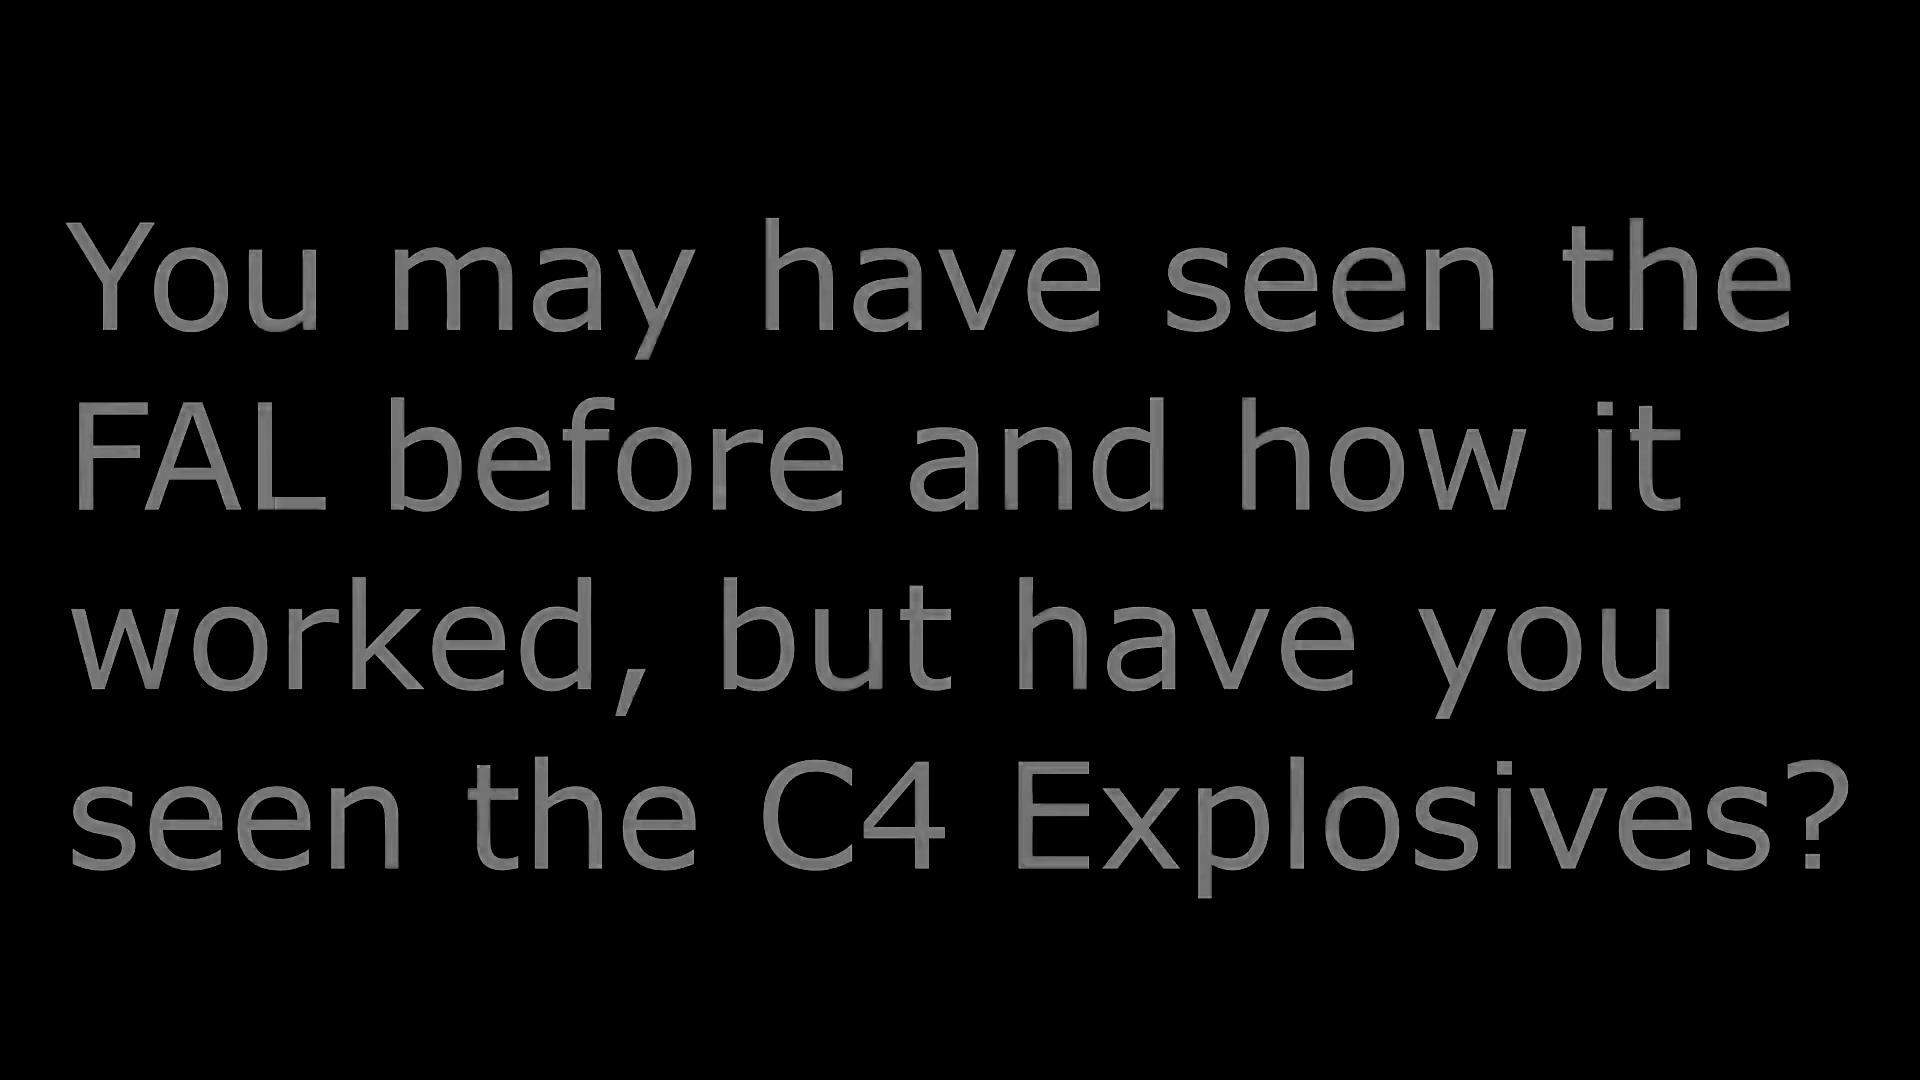 You may have seen the
FAL before and how it
worked, but have you
seen the C4 Explosives?